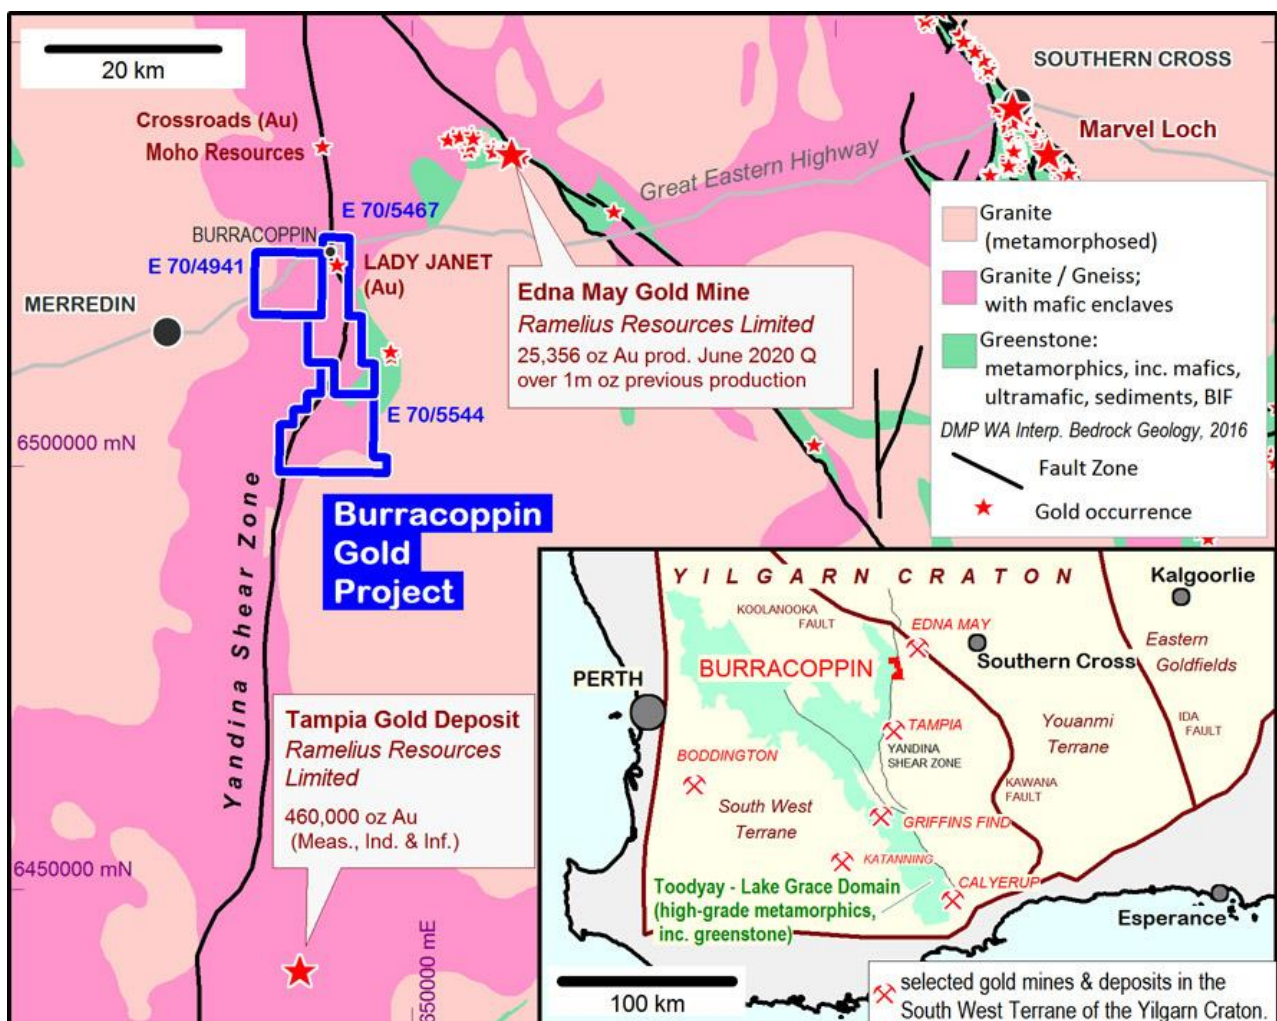 20 km
SOUTHERN CROSS
Crossroads (Au)
Moho Resources
Marvel Loch
Great Eastern Highway
E 70/5467
BURRACOPPIN
E 70/4941
LADY JANET
(Au)
MERREDIN
Edna May Gold Mine
Ramelius Resources Limited
25,356 oz Au prod. June 2020 Q
over 1m oz previous production
E 70/5544
6500000 mN
Granite
(metamorphosed)
Granite / Gneiss;
with mafic enclaves
Greenstone:
metamorphics, inc. mafics,
ultramafic, sediments, BIF
DMP WA Interp. Bedrock Geology, 2016
Fault Zone
Gold occurrence
Burracoppin
Gold
Project
Yandina Shear Zone
Tampia Gold Deposit
Ramelius Resources
Limited
460,000 oz Au
(Meas., Ind. & Inf.)
6450000 mN
650000 mE
YILGARN CRATON
Kalgoorlie
KOOLANOOKA
FAULT
EDNA MAY
Southern Cross
Eastern
Goldfields
BURRACOPPIN
PERTH
TAMPIA
YANDINA
SHEAR ZONE
Youanmi
Terrane
IDA
FAULT
BODDINGTON
KAWANA
FAULT
South West
Terrane
GRIFFINS FIND
KATANNING
CALYERUP
Toodyay - Lake Grace Domain
(high-grade metamorphics,
inc. greenstone)
Esperance
100 km
selected gold mines & deposits in the
South West Terrane of the Yilgarn Craton.